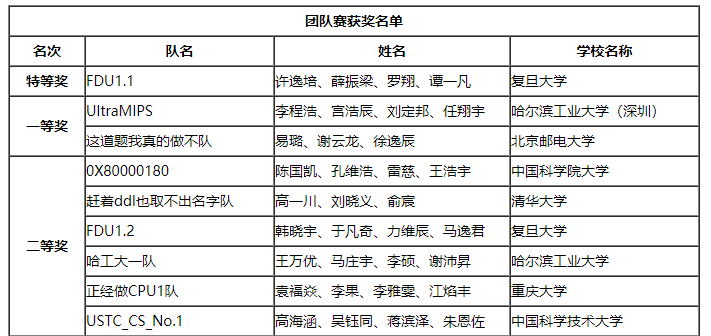 团队赛获奖名单
名次 队名 姓名 学校名称
特等奖 FDU1.1 许逸培、薛振梁、罗翔、谭一凡 复旦大学
一等奖 UltraMIPS 李程浩、宫浩辰、刘定邦、任翔宇 哈尔滨工业大学（深圳）
这道题我真的做不队 易璐、谢云龙、徐逸辰 北京邮电大学
二等奖 0X80000180 陈国凯、孔维浩、雷慈、王浩宇 中国科学院大学
赶着ddl也取不出名字队 高一川、刘晓义、俞宸 清华大学
FDU1.2 韩晓宇、于凡奇、力维辰、马逸君 复旦大学
哈工大一队 王万优、马庄宇、李硕、谢沛昇 哈尔滨工业大学
正经做CPU1队 袁福焱、李果、李雅雯、江焰丰 重庆大学
USTC_CS_No.1 高海涵、吴钰同、蒋滨泽、朱恩佐 中国科学技术大学